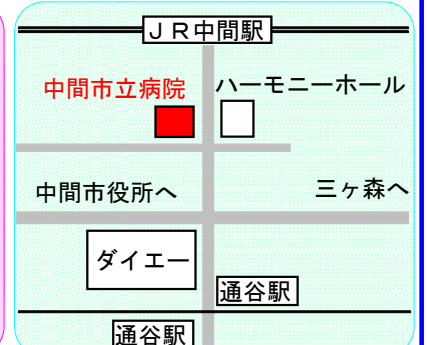 ＪＲ中間駅
中間市立病院
ハーモニーホール
中間市役所へ
三ヶ森へ
ダイエー
通谷駅
通谷駅